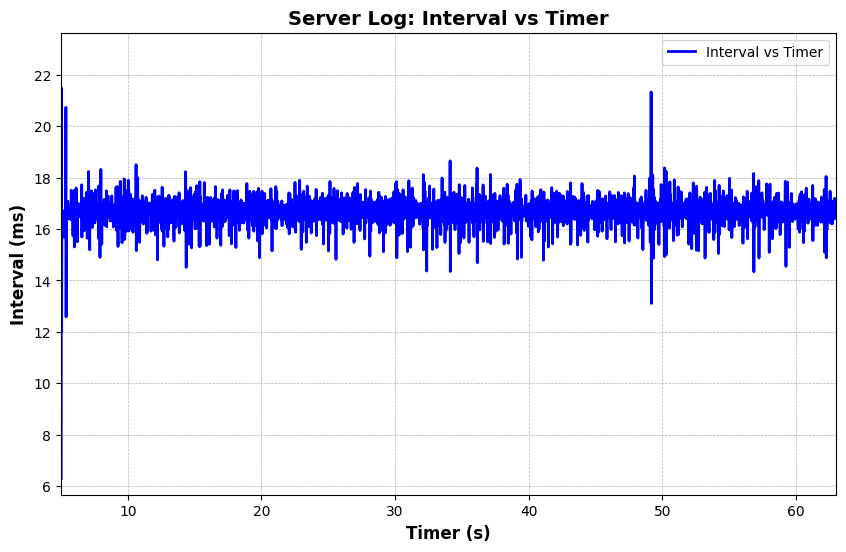 Server Log: Interval vs Timer
Interval vs Timer
22
20
18
16
14
12
10
8
6
Interval (ms)
10 20 30 40 50 60
Timer (s)